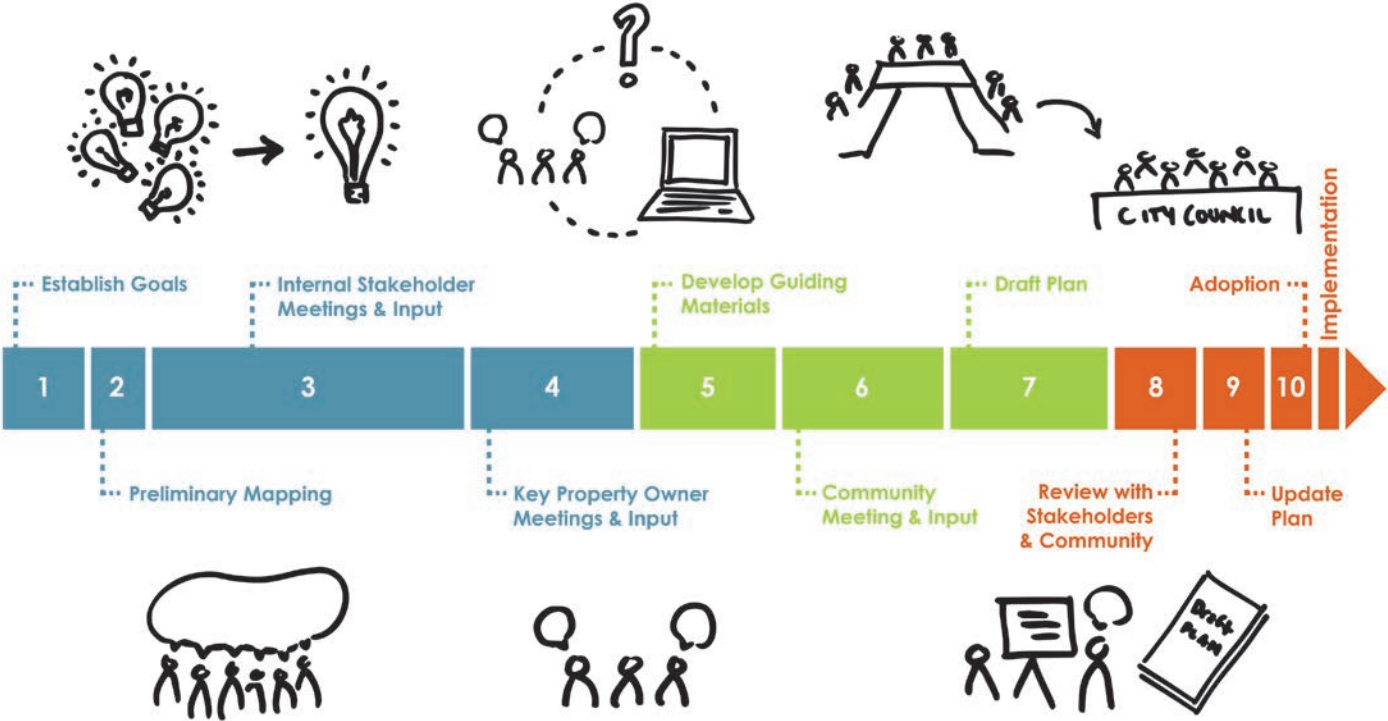 ?
CITY COUNCIL
Implementation
Establish Goals
Internal Stakeholder
Meetings & Input
Develop Guiding
Materials
Draft Plan
Adoption
1
2
3
4
5
6
7
8
9
10
Preliminary Mapping
Key Property Owner
Meetings & Input
Community
Meeting & Input
Review with
Stakeholders
& Community
Update
Plan
Draft
PLAN